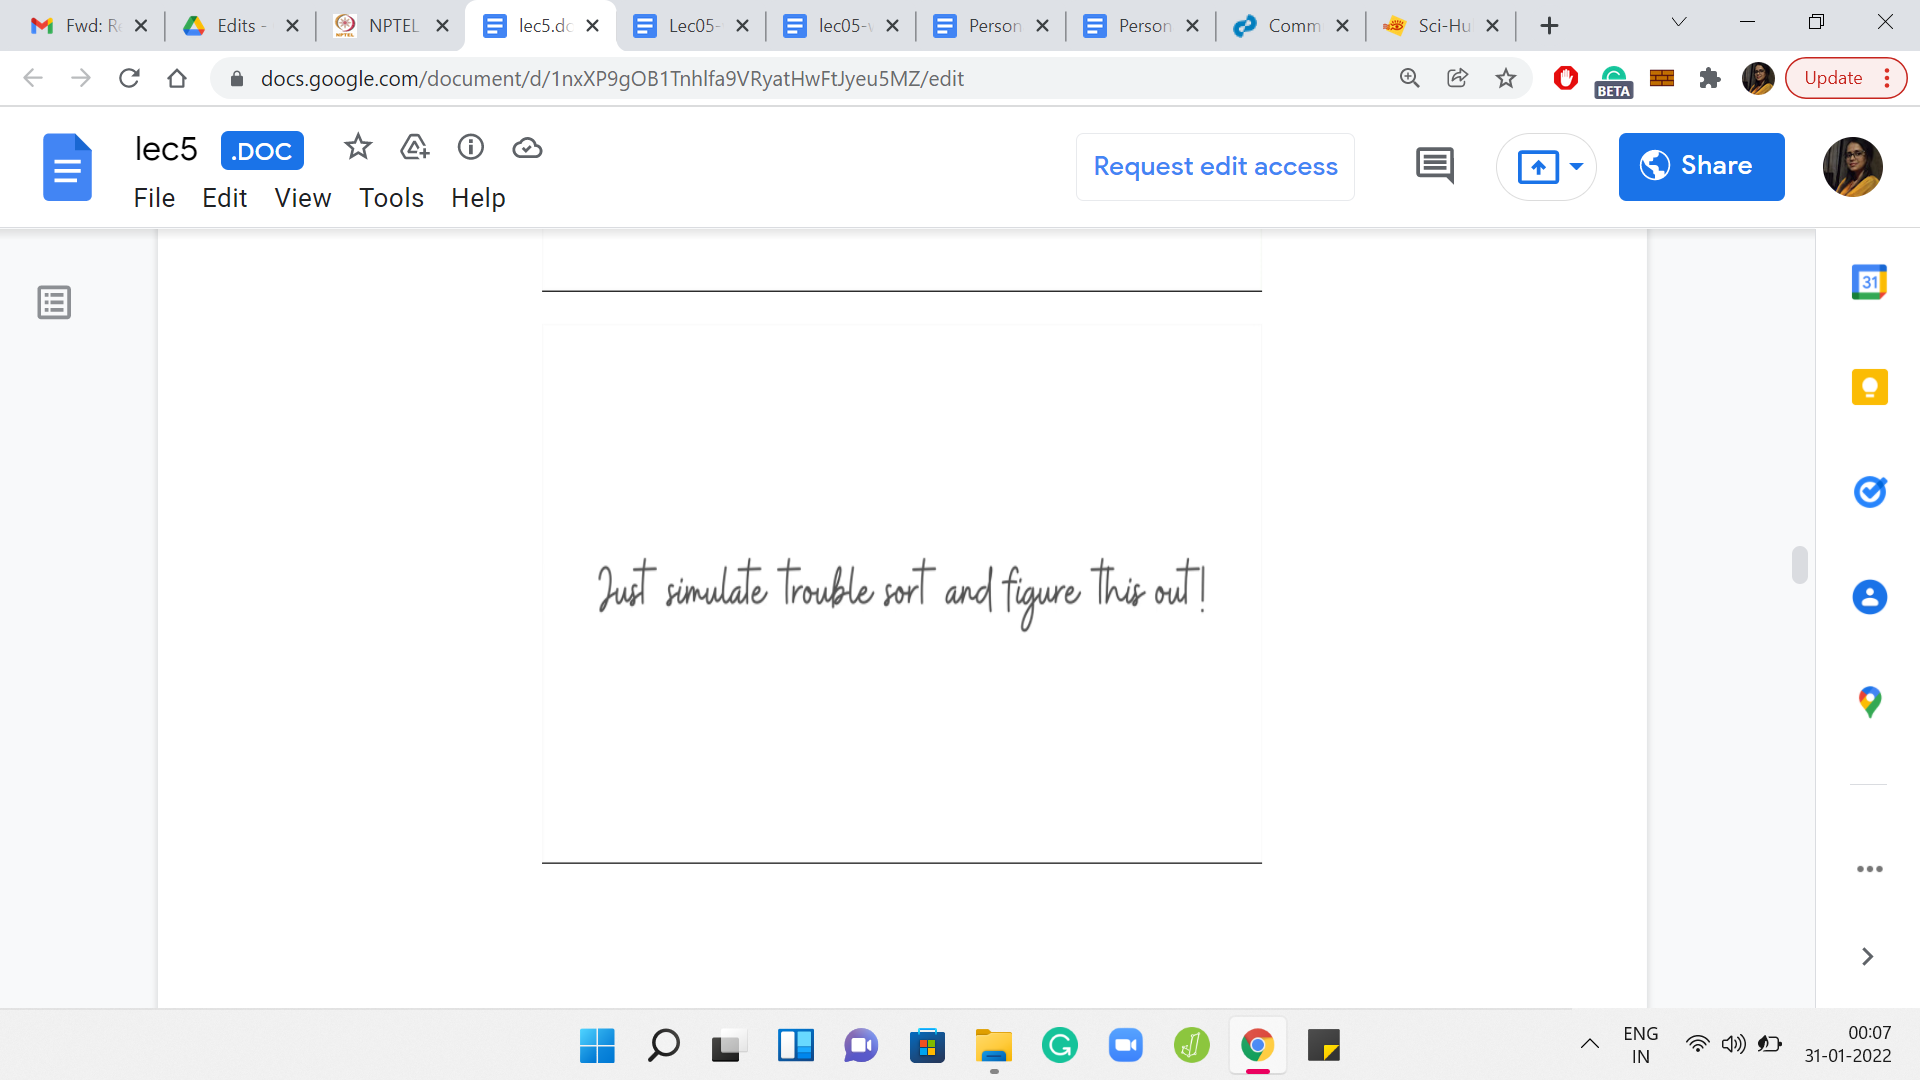 Fwd: Re
Edits -
NPTEL
lec5.do
Lec05-
lec05-v
Person
Person
Comm
Sci-Hu
docs.google.com/document/d/1nxXP9gOB1Tnhlfa9VRyatHwFtJyeu5MZ/edit
BETA
Update
lec5
.DOC
Request edit access
Share
File Edit View Tools Help
31
Just simulate trouble sort and figure this out!
ENG
IN
00:07
31-01-2022